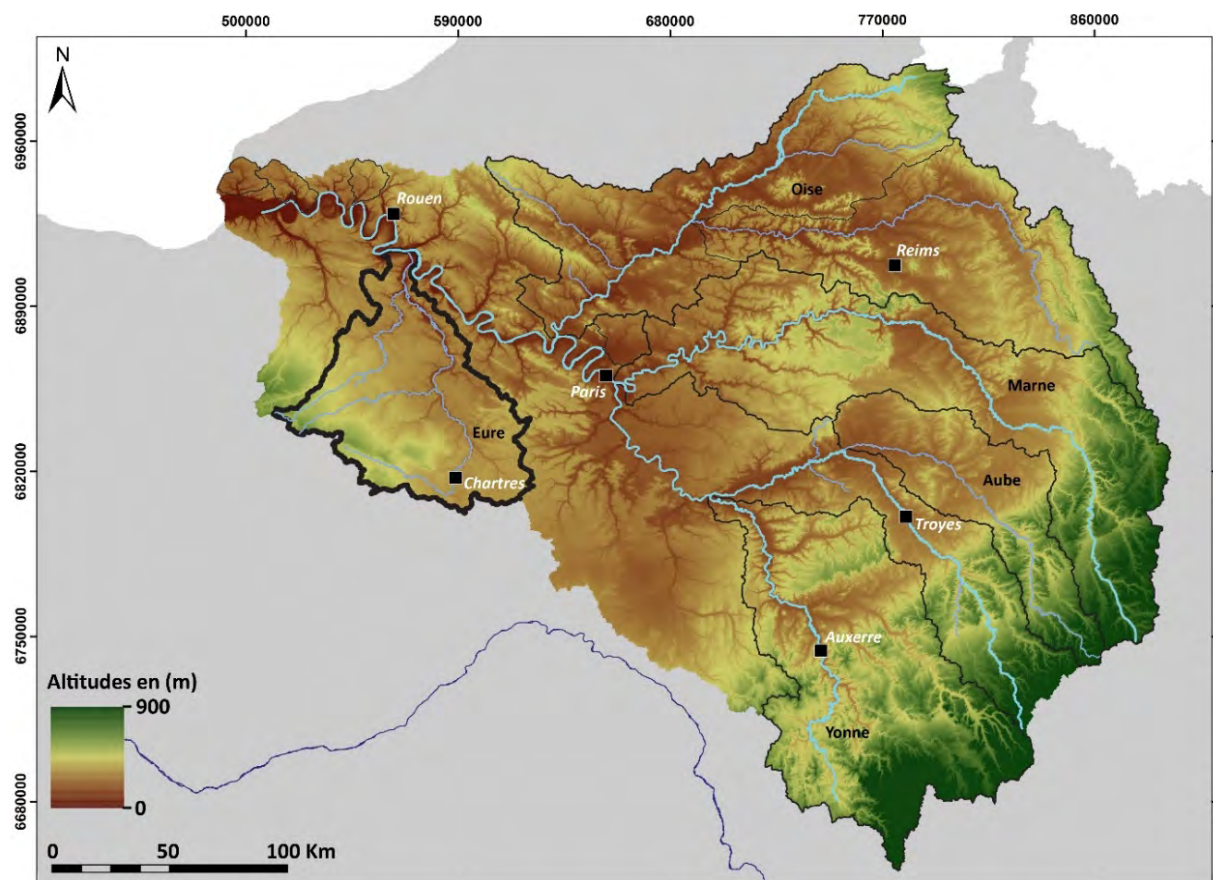 500000 590000 680000 770000 860000
N
6960000
Rouen
Oise
Reims
6890000
Paris
Marne
Eure
6820000
Chartres
Aube
Troyes
6750000
Auxerre
Altitudes en (m)
900
Yonne
0
6680000
0 50 100 Km